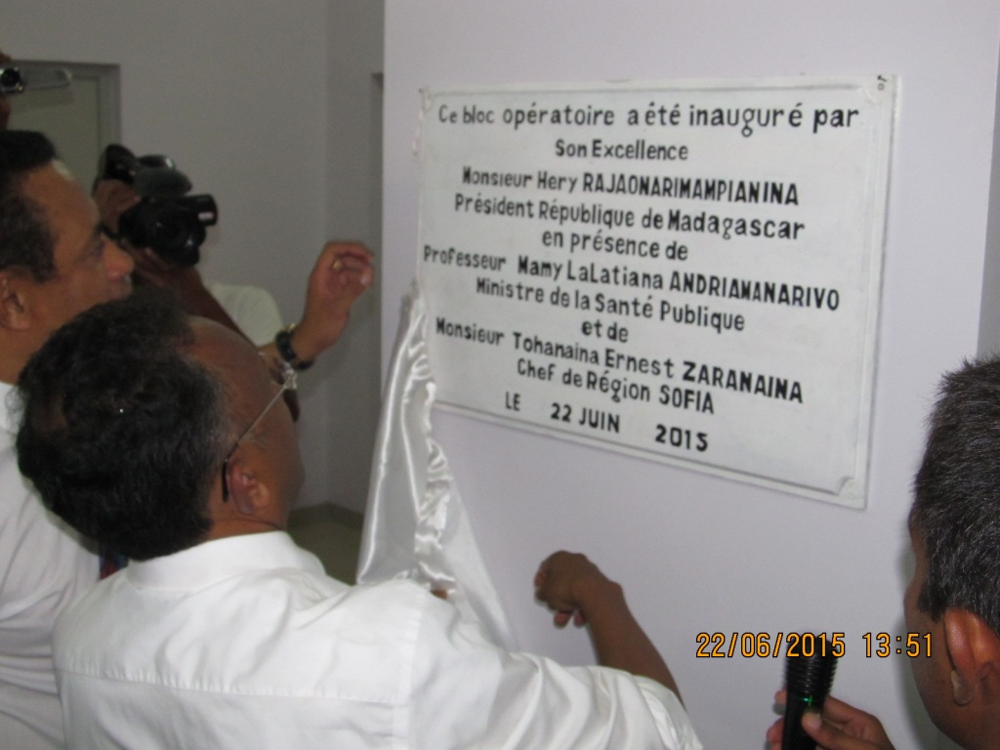 Ce bloc opératoire a été inauguré par
Son Excellence
Monsieur Hery RAJAONARIMAMPIANINA
Président République de Madagascar
en présence de
Professeur Mamy LaLatiana ANDRIAMANARIVO
Ministre de la Santé Publique
et de
Monsieur Tohanaina Ernest ZARANAINA
Chef de Région SOFIA
LE 22 JUIN 2015
22/06/2015 13:51